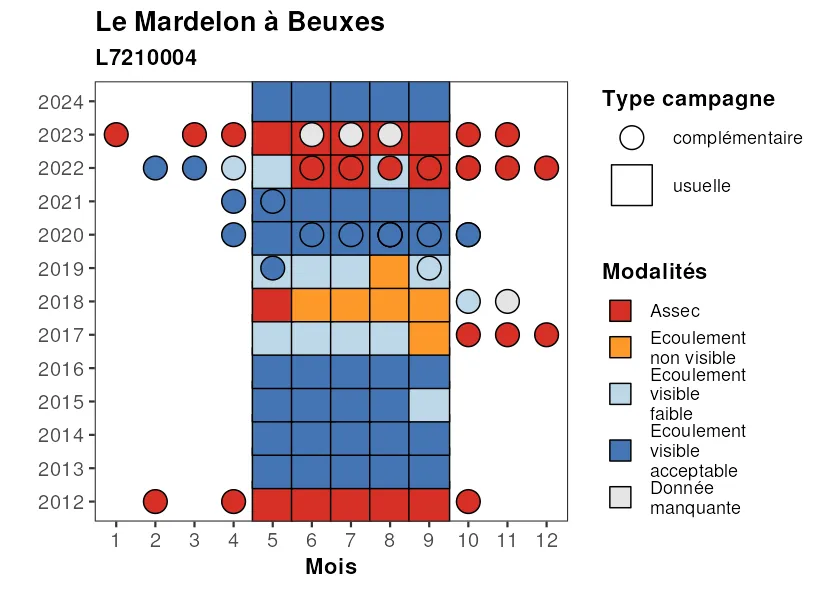 Le Mardelon à Beuxes
L7210004
2024
2023
2022
2021
2020
2019
2018
2017
2016
2015
2014
2013
2012
1 2 3 4 5 6 7 8 9 10 11 12
Mois
Type campagne
complémentaire
usuelle
Modalités
Assec
Ecoulement
non visible
Ecoulement
visible
faible
Ecoulement
visible
acceptable
Donnée
manquante